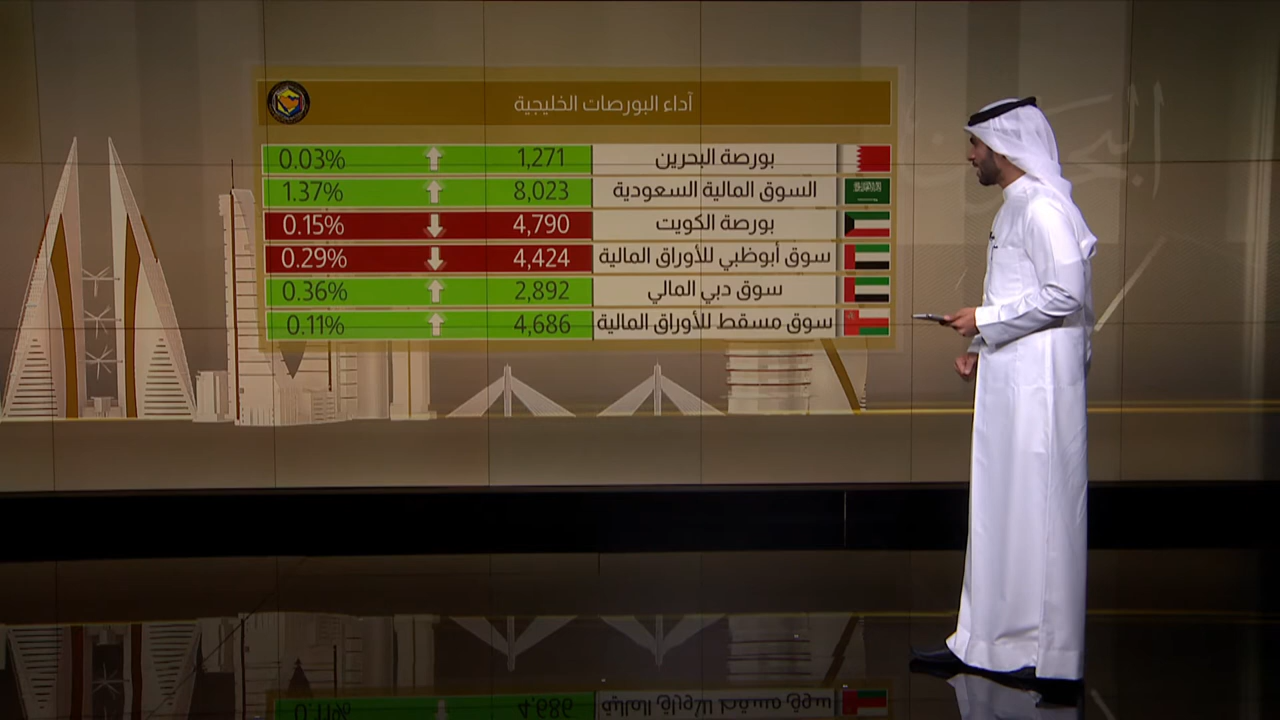 آداء البورصات الخليجية
بورصة البحرين 1,271 0.03%
السوق المالية السعودية 8,023 1.37%
بورصة الكويت 4,790 0.15%
سوق أبوظبي للأوراق المالية 4,424 0.29%
سوق دبي المالي 2,892 0.36%
سوق مسقط للأوراق المالية 4,686 0.11%